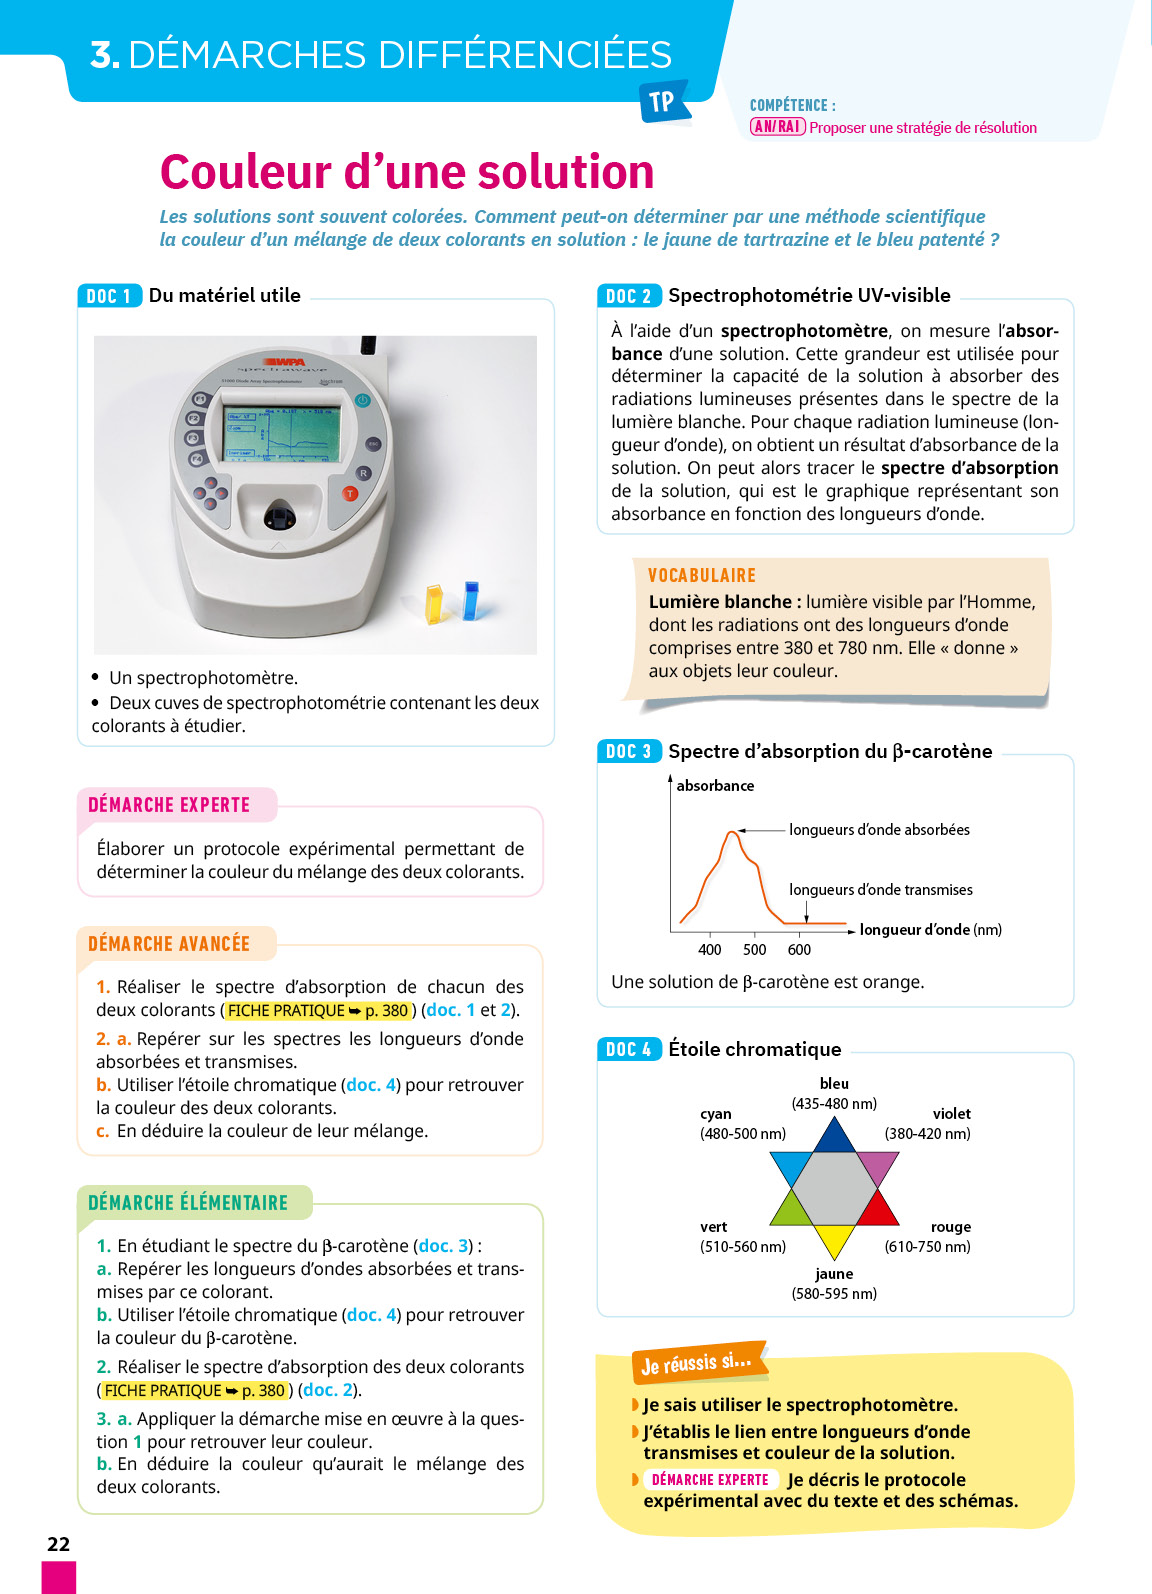 3. DÉMARCHES DIFFÉRENCIÉES
TP
COMPÉTENCE :
AN/RAI Proposer une stratégie de résolution
Couleur d’une solution
Les solutions sont souvent colorées. Comment peut-on déterminer par une méthode scientifique
la couleur d’un mélange de deux colorants en solution : le jaune de tartrazine et le bleu patenté ?
DOC 1 Du matériel utile
WPA
spectrawave
F1
F2
F3
F4
ESC
R
T
• Un spectrophotomètre.
• Deux cuves de spectrophotométrie contenant les deux
colorants à étudier.
DÉMARCHE EXPERTE
Élaborer un protocole expérimental permettant de
déterminer la couleur du mélange des deux colorants.
DÉMARCHE AVANCÉE
1. Réaliser le spectre d’absorption de chacun des
deux colorants (FICHE PRATIQUE ➥ p. 380) (doc. 1 et 2).
2. a. Repérer sur les spectres les longueurs d’onde
absorbées et transmises.
b. Utiliser l’étoile chromatique (doc. 4) pour retrouver
la couleur des deux colorants.
c. En déduire la couleur de leur mélange.
DÉMARCHE ÉLÉMENTAIRE
1. En étudiant le spectre du β-carotène (doc. 3) :
a. Repérer les longueurs d’ondes absorbées et trans-
mises par ce colorant.
b. Utiliser l’étoile chromatique (doc. 4) pour retrouver
la couleur du β-carotène.
2. Réaliser le spectre d’absorption des deux colorants
(FICHE PRATIQUE ➥ p. 380) (doc. 2).
3. a. Appliquer la démarche mise en œuvre à la ques-
tion 1 pour retrouver leur couleur.
b. En déduire la couleur qu’aurait le mélange des
deux colorants.
DOC 2 Spectrophotométrie UV-visible
À l’aide d’un spectrophotomètre, on mesure l’absor-
bance d’une solution. Cette grandeur est utilisée pour
déterminer la capacité de la solution à absorber des
radiations lumineuses présentes dans le spectre de la
lumière blanche. Pour chaque radiation lumineuse (lon-
gueur d’onde), on obtient un résultat d’absorbance de la
solution. On peut alors tracer le spectre d’absorption
de la solution, qui est le graphique représentant son
absorbance en fonction des longueurs d’onde.
VOCABULAIRE
Lumière blanche : lumière visible par l’Homme,
dont les radiations ont des longueurs d’onde
comprises entre 380 et 780 nm. Elle « donne »
aux objets leur couleur.
DOC 3 Spectre d’absorption du β-carotène
absorbance
longueurs d’onde absorbées
longueurs d’onde transmises
longueur d’onde (nm)
400 500 600
Une solution de β-carotène est orange.
DOC 4 Étoile chromatique
bleu
(435-480 nm)
cyan
(480-500 nm)
violet
(380-420 nm)
vert
(510-560 nm)
rouge
(610-750 nm)
jaune
(580-595 nm)
Je réussis si...
Je sais utiliser le spectrophotomètre.
J’établis le lien entre longueurs d’onde
transmises et couleur de la solution.
DÉMARCHE EXPERTE Je décris le protocole
expérimental avec du texte et des schémas.
22